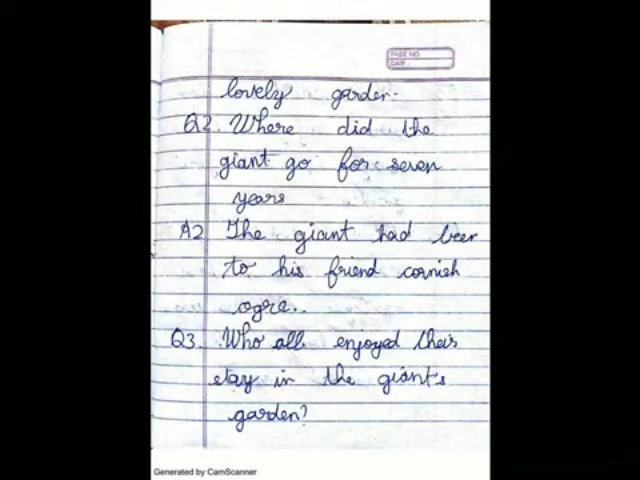 PAGE NO.
DATE:
lovely garden.
Q2. Where did the
giant go for seven
years
A2 The giant had been
to his friend cornish
ogre..
Q3. Who all enjoyed their
stay in the giant's
garden?
Generated by CamScanner